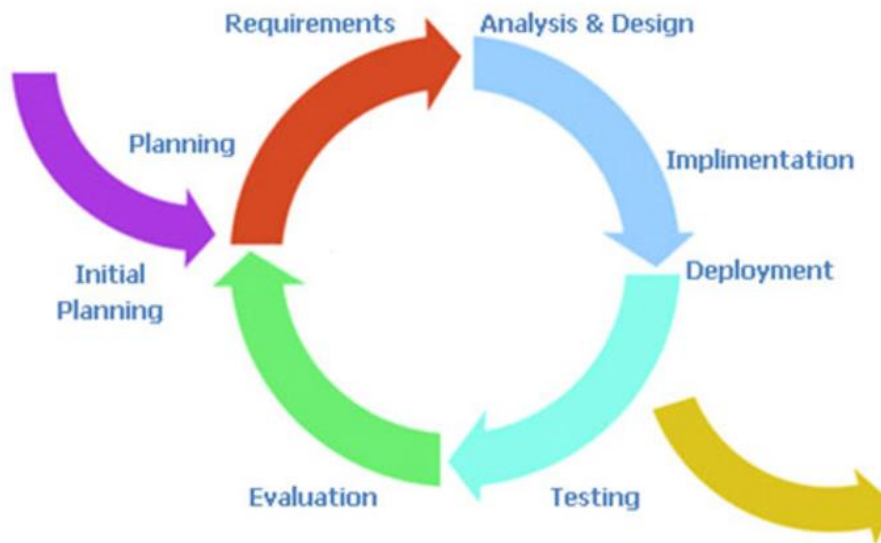 Requirements
Analysis & Design
Planning
Implimentation
Initial
Planning
Deployment
Evaluation
Testing